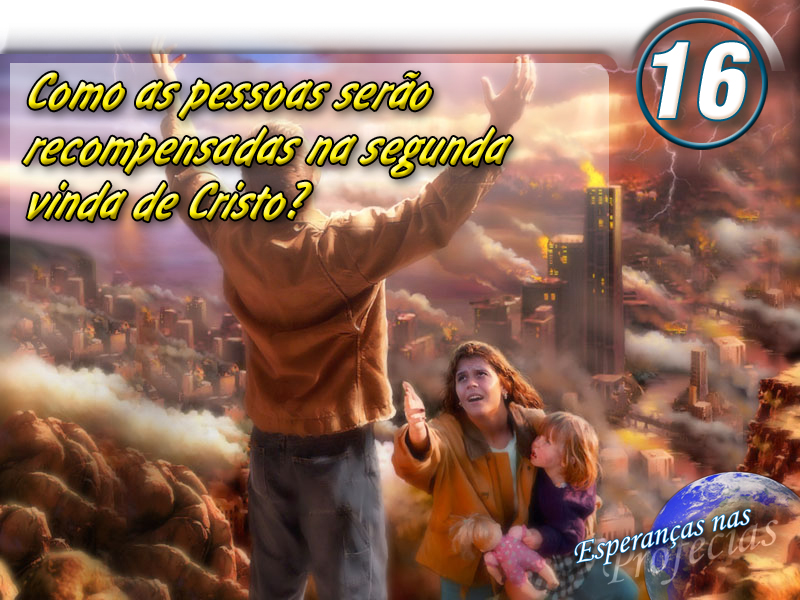 16
Como as pessoas serão
recompensadas na segunda
vinda de Cristo?
Esperanças nas
Profecias